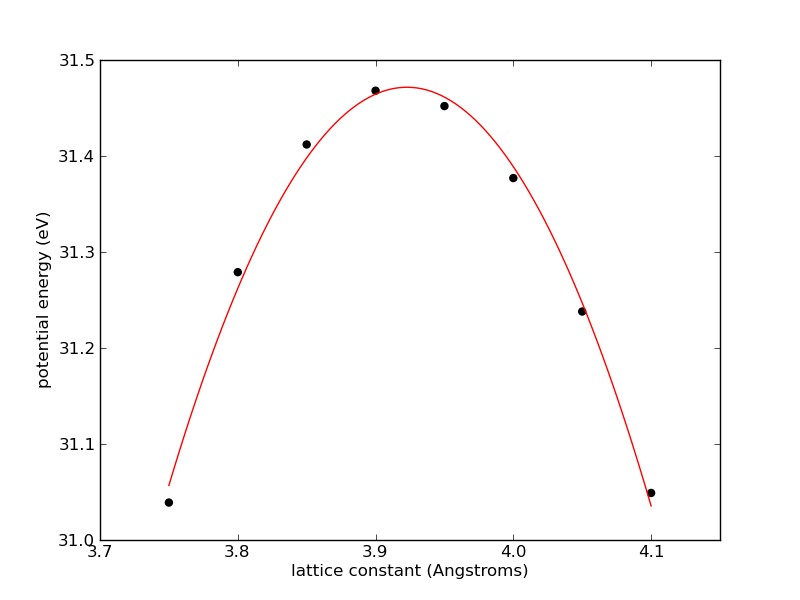 31.5
31.4
31.3
31.2
31.1
31.0
3.7 3.8 3.9 4.0 4.1
lattice constant (Angstroms)
potential energy (eV)